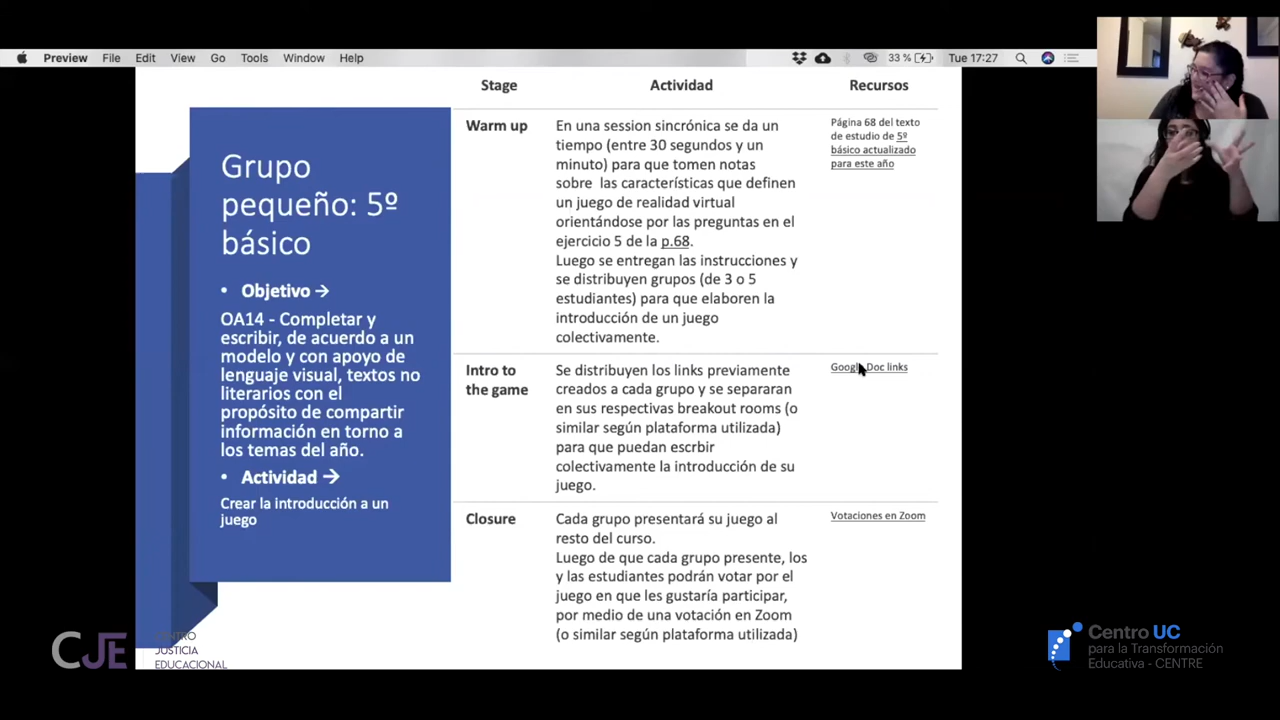 Preview File Edit View Go Tools Window Help 33 % Tue 17:27
Grupo
pequeño: 5º
básico
• Objetivo →
OA14 - Completar y
escribir, de acuerdo a un
modelo y con apoyo de
lenguaje visual, textos no
literarios con el
propósito de compartir
información en torno a
los temas del año.
• Actividad →
Crear la introducción a un
juego
Stage Actividad Recursos
Warm up
En una session sincrónica se da un
tiempo (entre 30 segundos y un
minuto) para que tomen notas
sobre las características que definen
un juego de realidad virtual
orientándose por las preguntas en el
ejercicio 5 de la p.68.
Luego se entregan las instrucciones y
se distribuyen grupos (de 3 o 5
estudiantes) para que elaboren la
introducción de un juego
colectivamente.
Página 68 del texto
de estudio de 5º
básico actualizado
para este año
Intro to
the game
Se distribuyen los links previamente
creados a cada grupo y se separaran
en sus respectivas breakout rooms (o
similar según plataforma utilizada)
para que puedan escrbir
colectivamente la introducción de su
juego.
Google Doc links
Closure
Cada grupo presentará su juego al
resto del curso.
Luego de que cada grupo presente, los
y las estudiantes podrán votar por el
juego en que les gustaría participar,
por medio de una votación en Zoom
(o similar según plataforma utilizada)
Votaciones en Zoom
CJE
CENTRO
JUSTICIA
EDUCACIONAL
Centro UC
para la Transformación
Educativa - CENTRE